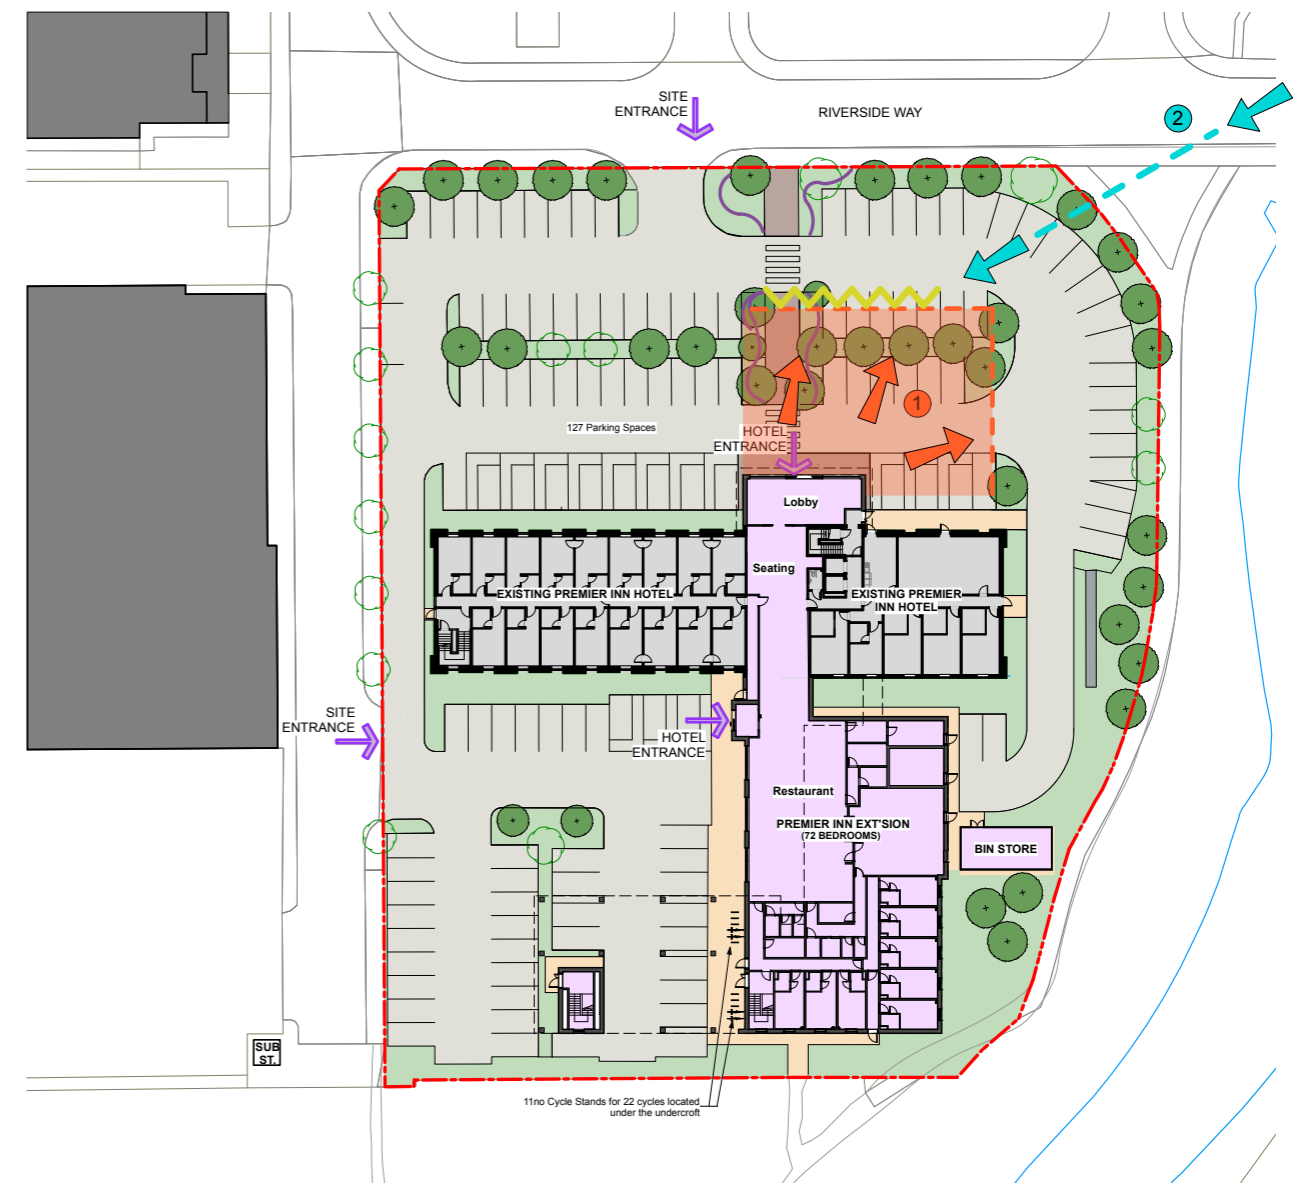 SITE
ENTRANCE
RIVERSIDE WAY
2
127 Parking Spaces
1
HOTEL
ENTRANCE
Lobby
Seating
EXISTING PREMIER INN HOTEL
EXISTING PREMIER
INN HOTEL
SITE
ENTRANCE
HOTEL
ENTRANCE
Restaurant
PREMIER INN EXT'SION
(72 BEDROOMS)
BIN STORE
SUB
ST.
11no Cycle Stands for 22 cycles located
under the undercroft